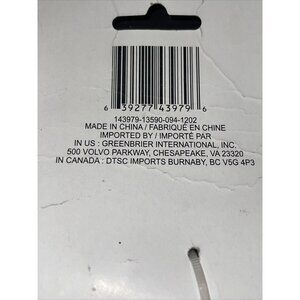 6 39277 43979 6
143979-13590-094-1202
MADE IN CHINA / FABRIQUÉ EN CHINE
IMPORTED BY / IMPORTÉ PAR
IN US : GREENBRIER INTERNATIONAL, INC.
500 VOLVO PARKWAY, CHESAPEAKE, VA 23320
IN CANADA : DTSC IMPORTS BURNABY, BC V5G 4P3